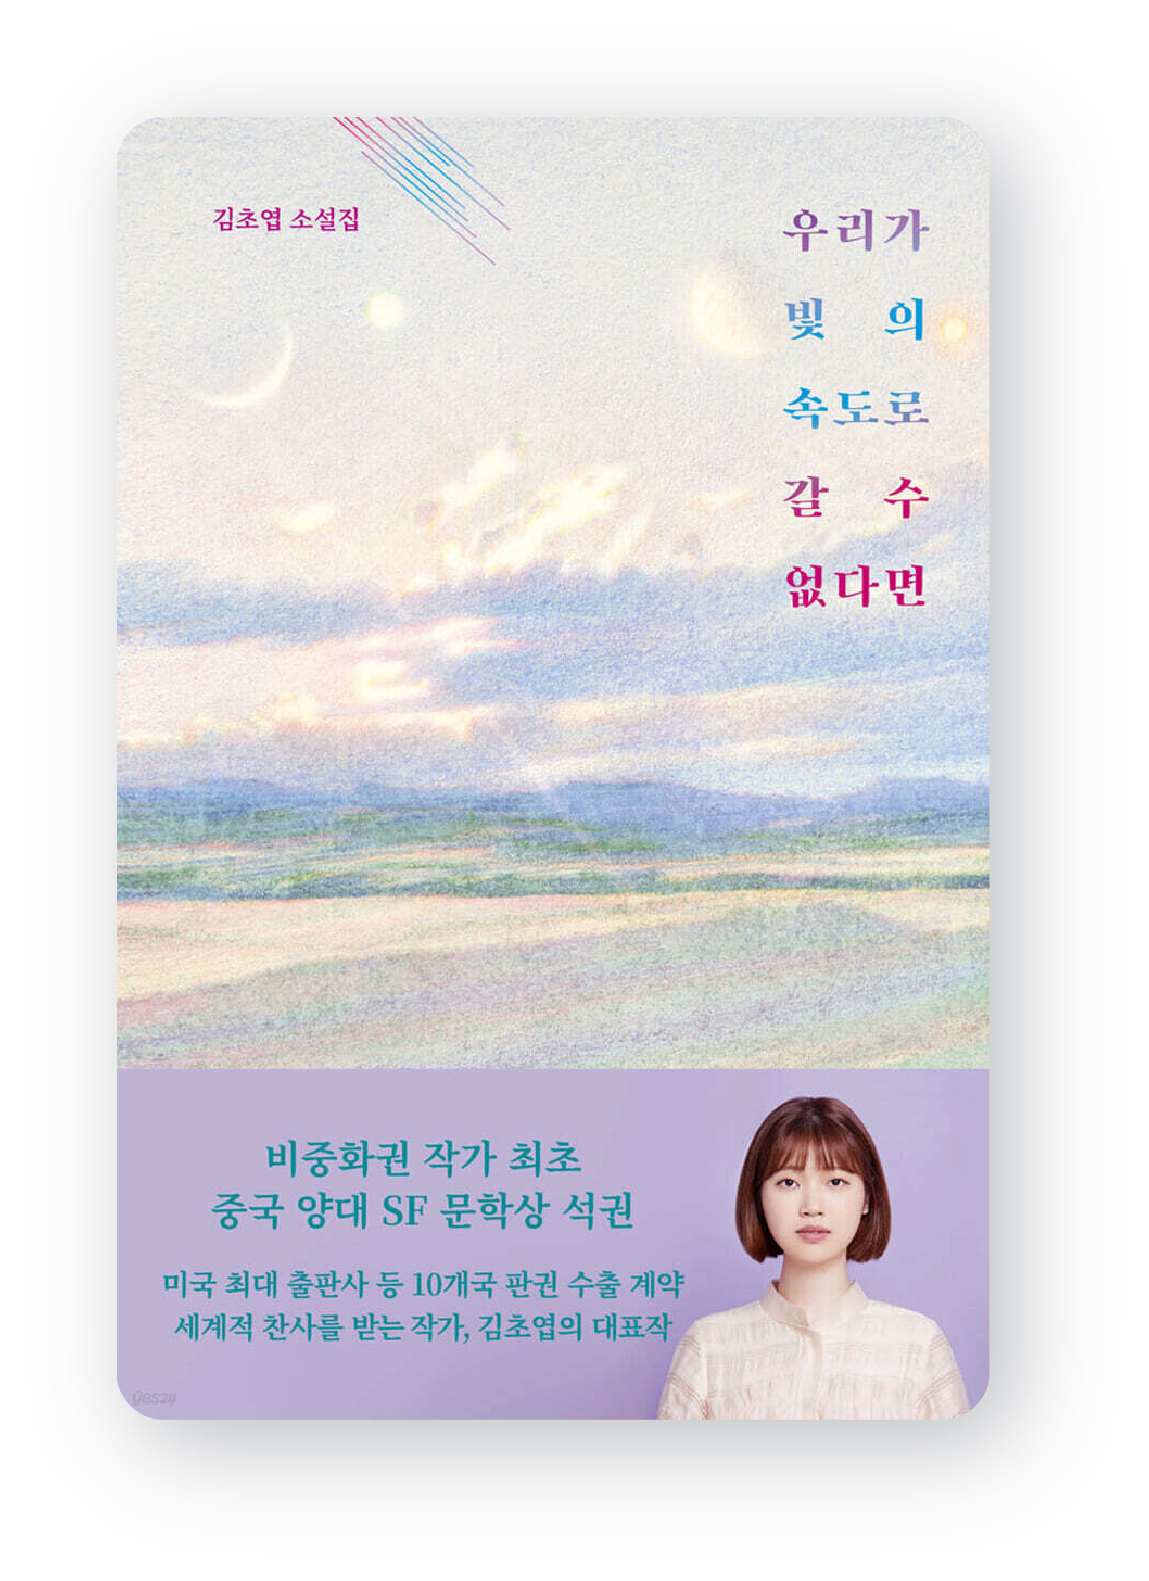 김초엽 소설집
우리가
빛 의
속도로
갈 수
없다면
비중화권 작가 최초
중국 양대 SF 문학상 석권
미국 최대 출판사 등 10개국 판권 수출 계약
세계적 찬사를 받는 작가, 김초엽의 대표작
yes24